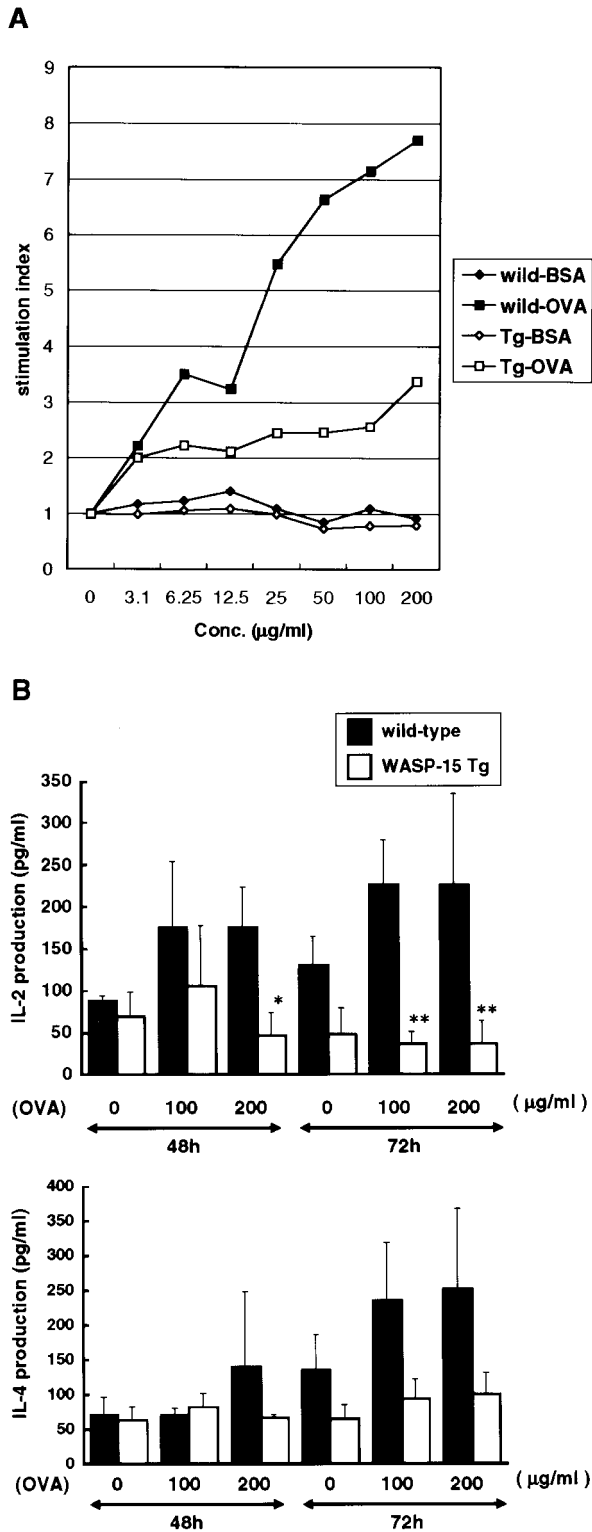 A
9
8
7
6
5
4
3
2
1
0
stimulation index
0 3.1 6.25 12.5 25 50 100 200
Conc. (μg/ml)
wild-BSA
wild-OVA
Tg-BSA
Tg-OVA
B
wild-type
WASP-15 Tg
350
300
250
200
150
100
50
0
IL-2 production (pg/ml)
*
**
**
(OVA) 0 100 200 0 100 200 ( μg/ml )
48h 72h
400
350
300
250
200
150
100
50
0
IL-4 production (pg/ml)
(OVA) 0 100 200 0 100 200 ( μg/ml )
48h 72h